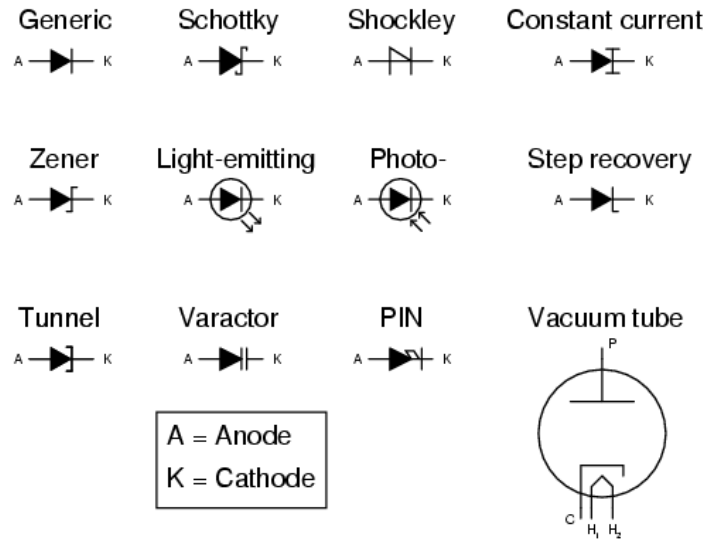 Generic Schottky Shockley Constant current
A K A K A K A K
Zener Light-emitting Photo- Step recovery
A K A K A K A K
Tunnel Varactor PIN Vacuum tube
P
A K A K A K
A = Anode
K = Cathode
C H₁ H₂